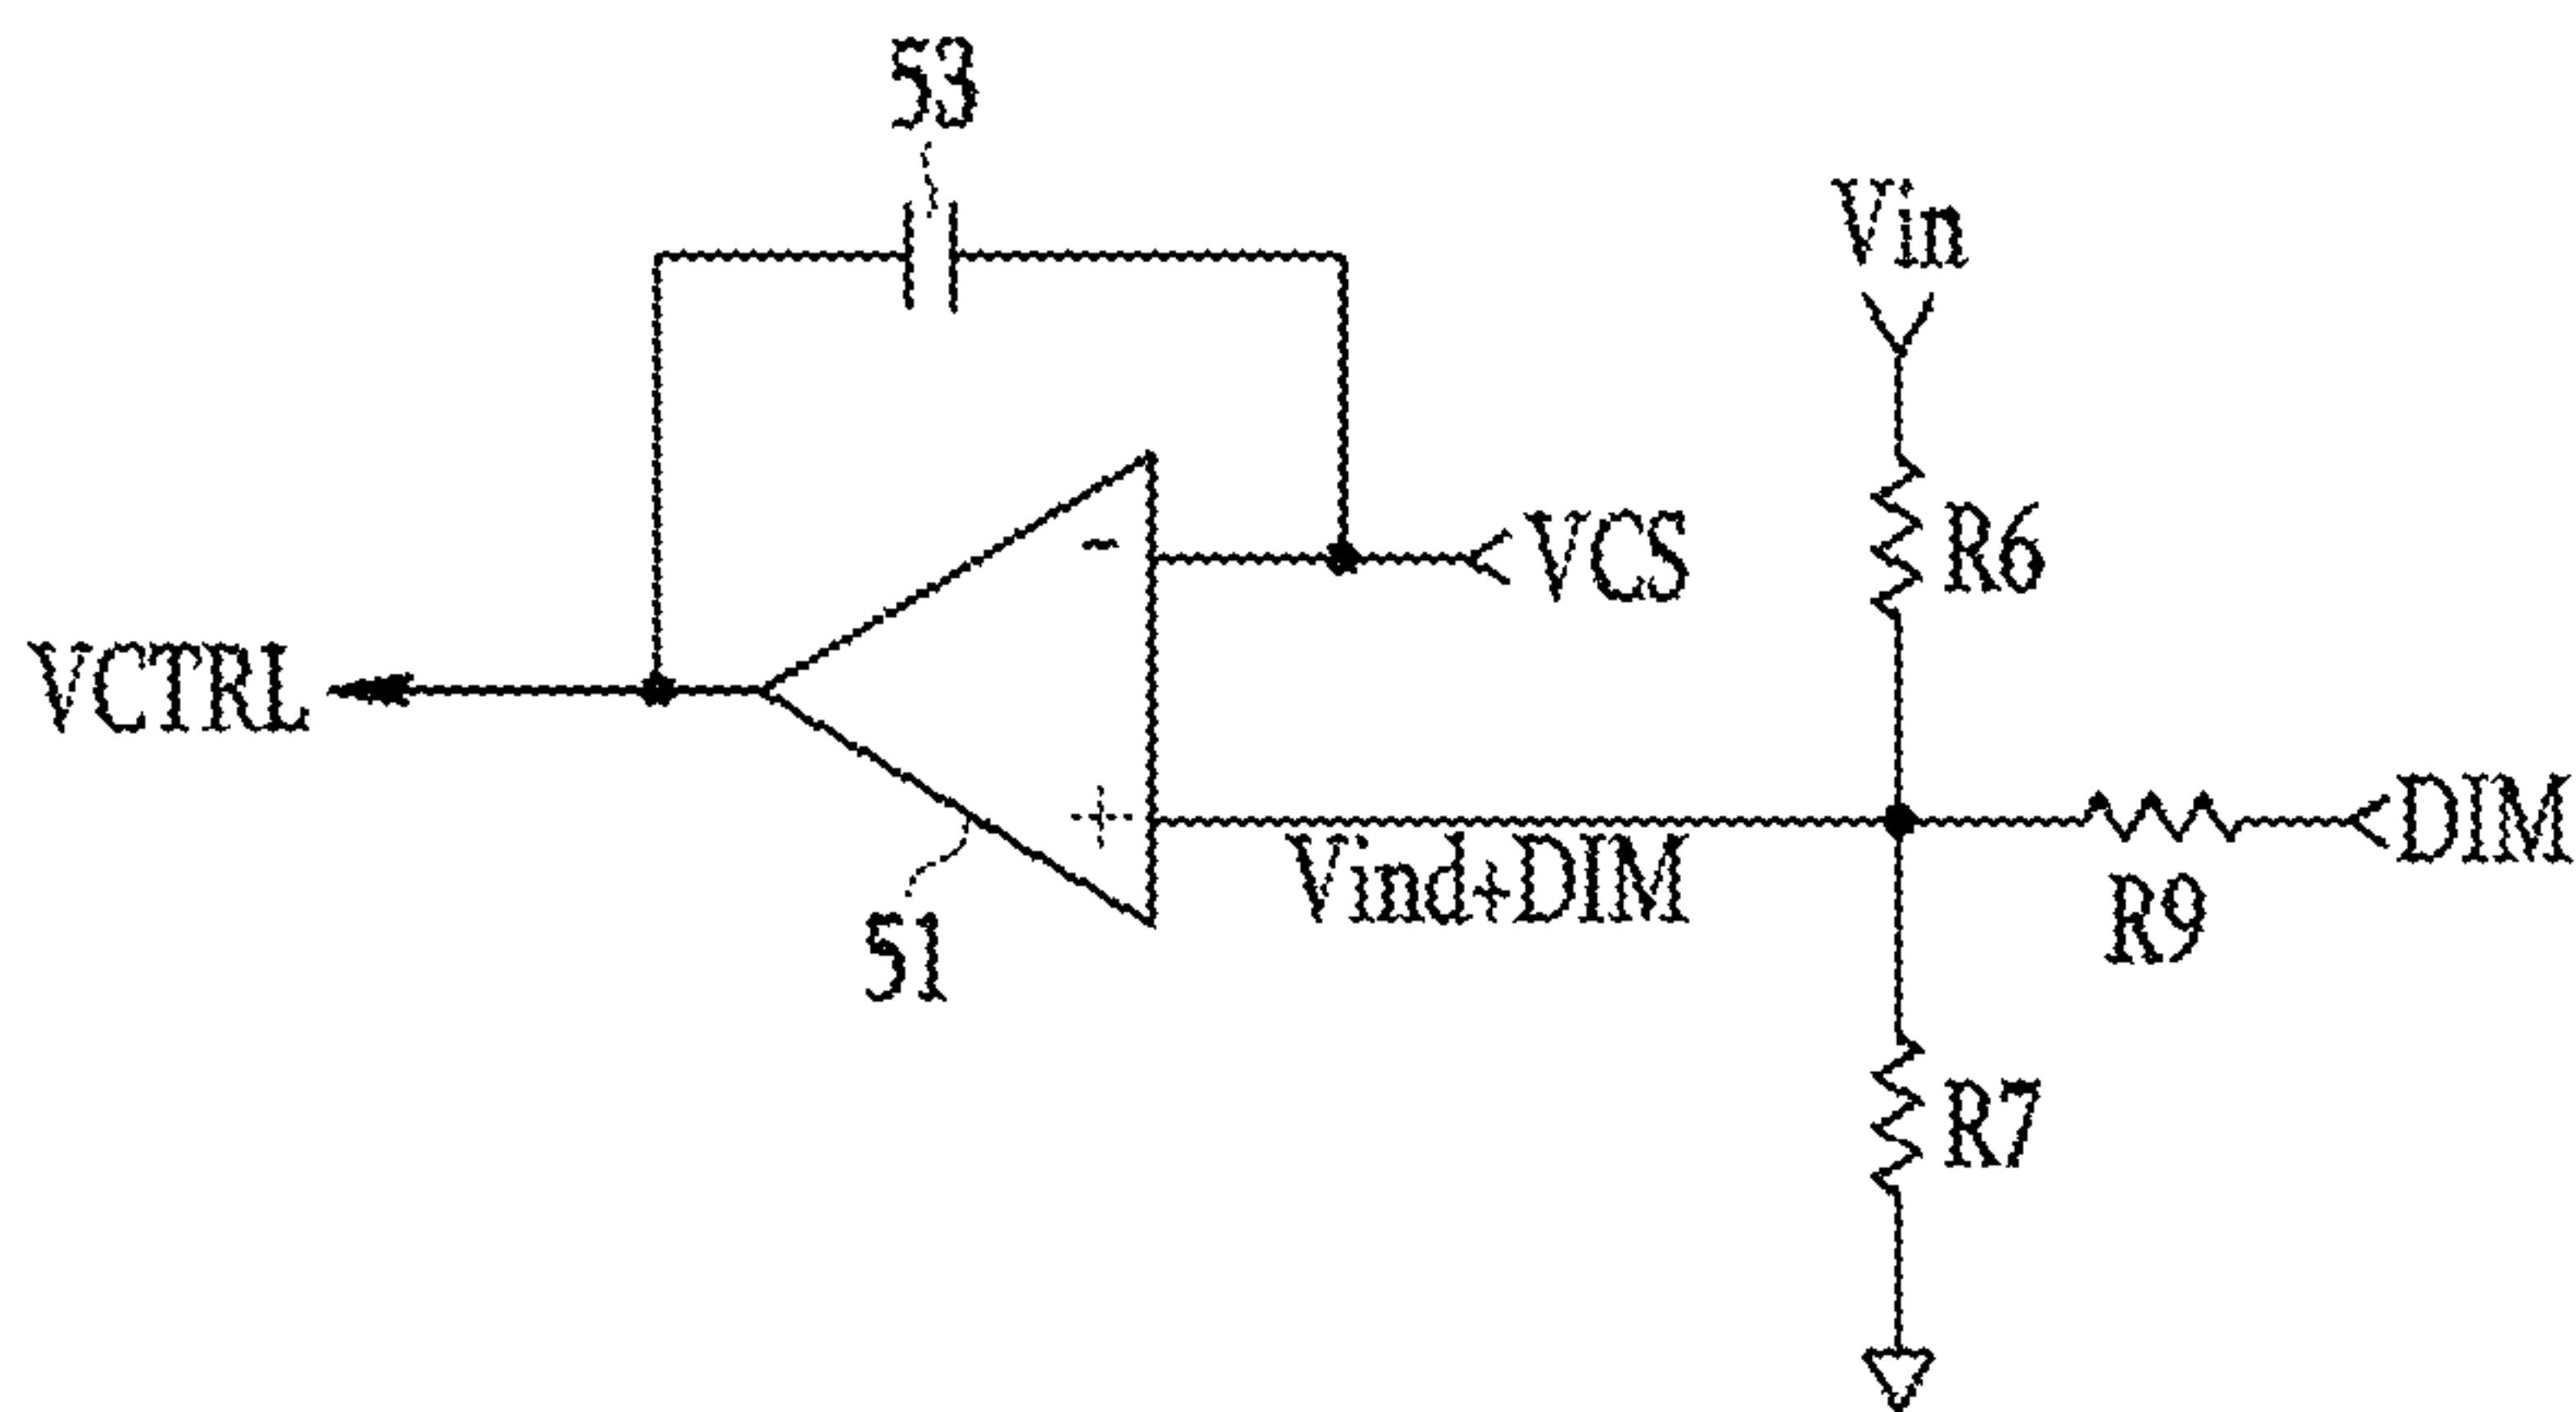 53
Vin
-
VCS
R6
VCTRL
+
Vind+DIM
DIM
R9
51
R7